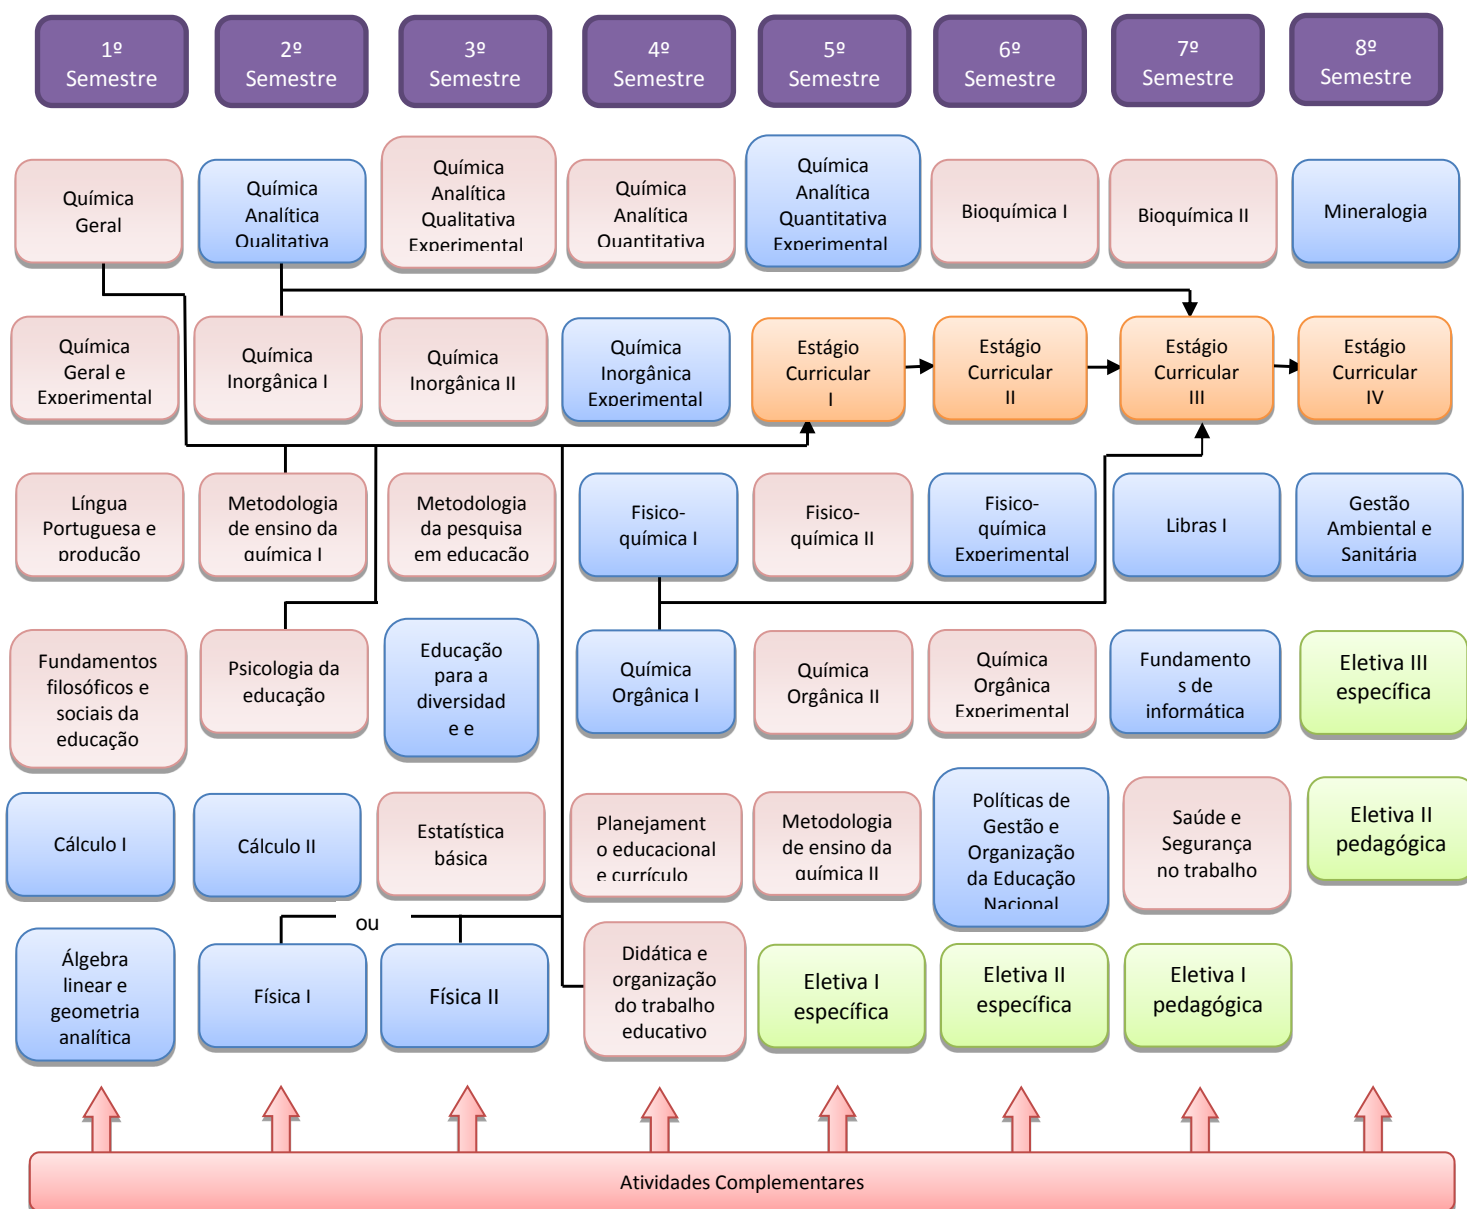 1º
Semestre
2º
Semestre
3º
Semestre
4º
Semestre
5º
Semestre
6º
Semestre
7º
Semestre
8º
Semestre
Química
Geral
Química
Analítica
Qualitativa
Química
Analítica
Qualitativa
Experimental
Química
Analítica
Quantitativa
Química
Analítica
Quantitativa
Experimental
Bioquímica I
Bioquímica II
Mineralogia
Química
Geral e
Experimental
Química
Inorgânica I
Química
Inorgânica II
Química
Inorgânica
Experimental
Estágio
Curricular
I
Estágio
Curricular
II
Estágio
Curricular
III
Estágio
Curricular
IV
Língua
Portuguesa e
produção
Metodologia
de ensino da
química I
Metodologia
da pesquisa
em educação
Fisico-
química I
Fisico-
química II
Fisico-
química
Experimental
Libras I
Gestão
Ambiental e
Sanitária
Fundamentos
filosóficos e
sociais da
educação
Psicologia da
educação
Educação
para a
diversidad
e e
Química
Orgânica I
Química
Orgânica II
Química
Orgânica
Experimental
Fundamento
s de
informática
Eletiva III
específica
Cálculo I
Cálculo II
Estatística
básica
Planejament
o educacional
e currículo
Metodologia
de ensino da
química II
Políticas de
Gestão e
Organização
da Educação
Nacional
Saúde e
Segurança
no trabalho
Eletiva II
pedagógica
ou
Álgebra
linear e
geometria
analítica
Física I
Física II
Didática e
organização
do trabalho
educativo
Eletiva I
específica
Eletiva II
específica
Eletiva I
pedagógica
Atividades Complementares